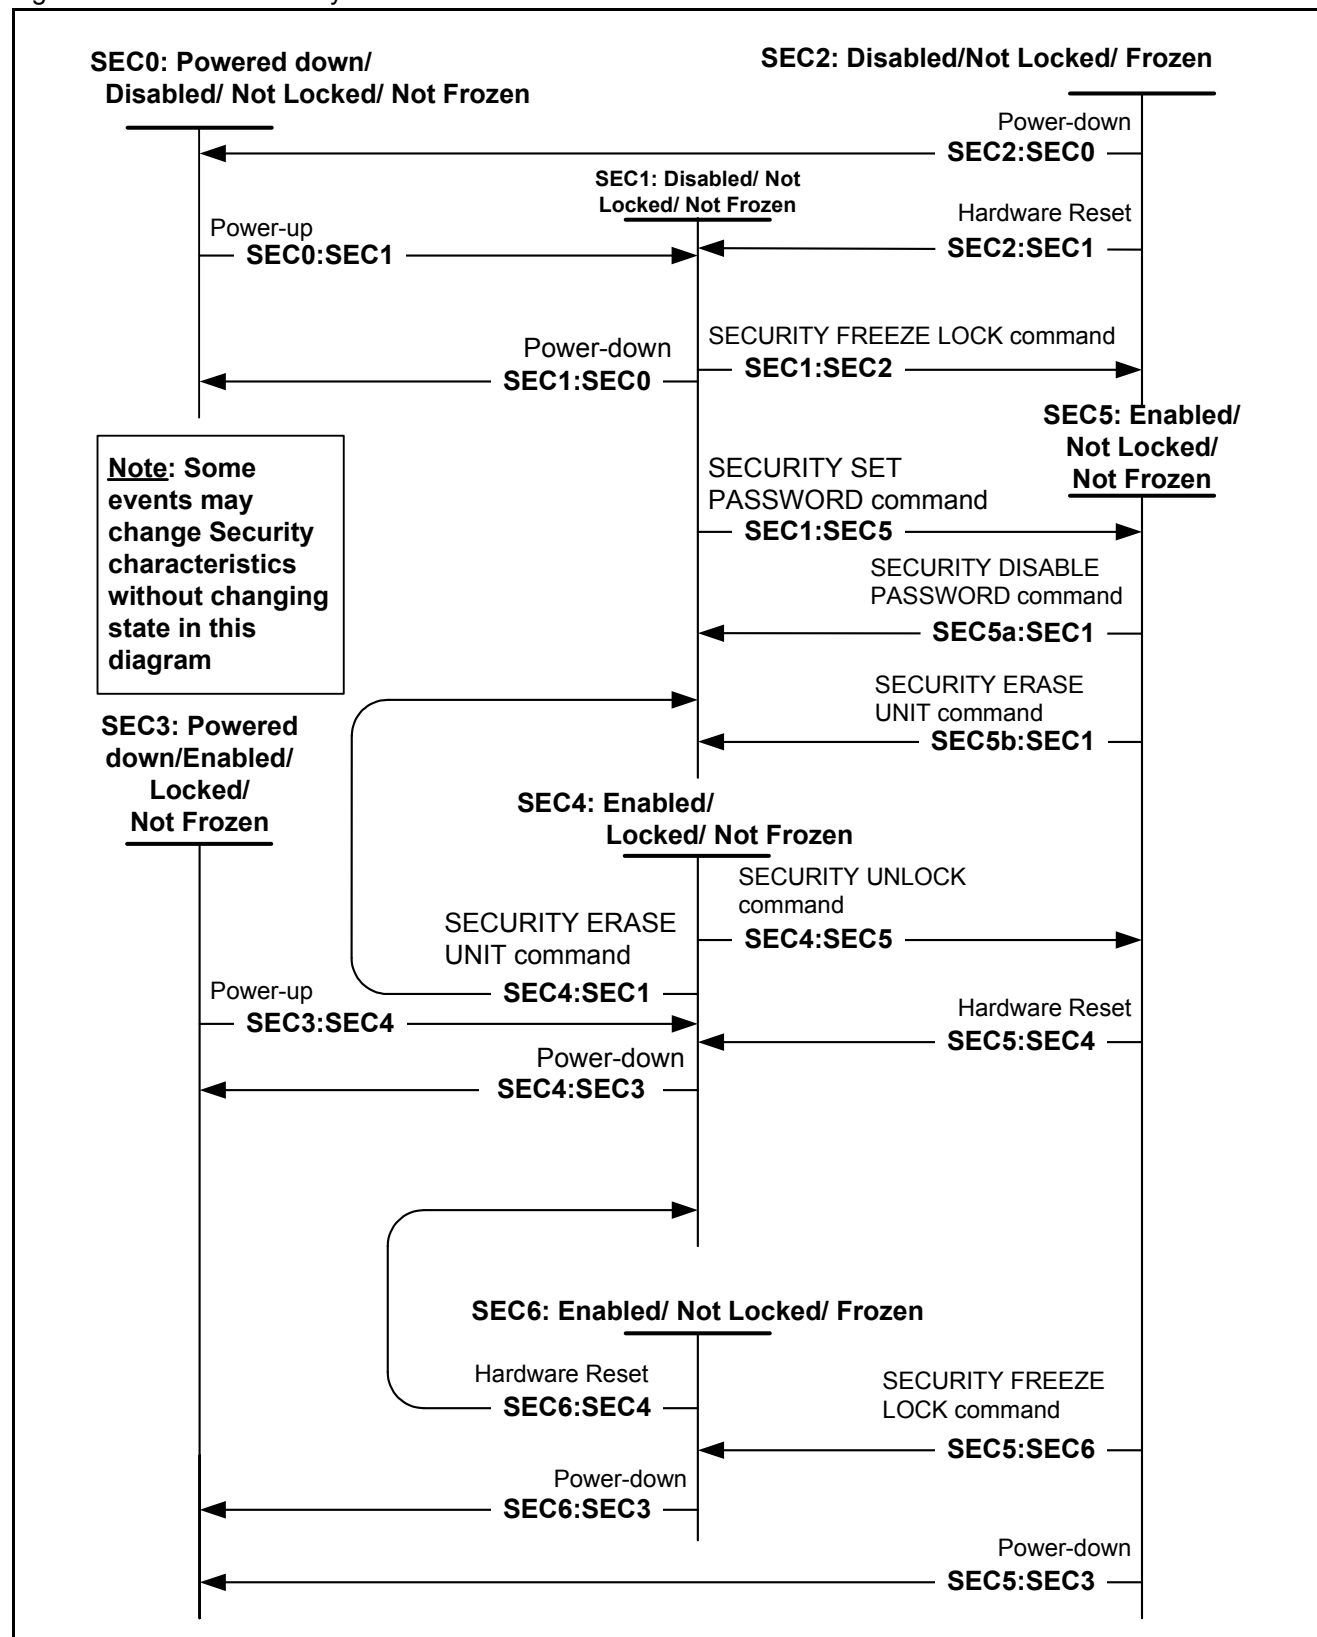 SEC0: Powered down/
Disabled/ Not Locked/ Not Frozen
SEC2: Disabled/Not Locked/ Frozen
Power-down
SEC2:SEC0
SEC1: Disabled/ Not
Locked/ Not Frozen
Hardware Reset
SEC2:SEC1
Power-up
SEC0:SEC1
SECURITY FREEZE LOCK command
SEC1:SEC2
Power-down
SEC1:SEC0
SEC5: Enabled/
Not Locked/
Not Frozen
Note: Some
events may
change Security
characteristics
without changing
state in this
diagram
SECURITY SET
PASSWORD command
SEC1:SEC5
SECURITY DISABLE
PASSWORD command
SEC5a:SEC1
SECURITY ERASE
UNIT command
SEC5b:SEC1
SEC3: Powered
down/Enabled/
Locked/
Not Frozen
SEC4: Enabled/
Locked/ Not Frozen
SECURITY UNLOCK
command
SEC4:SEC5
SECURITY ERASE
UNIT command
SEC4:SEC1
Power-up
SEC3:SEC4
Hardware Reset
SEC5:SEC4
Power-down
SEC4:SEC3
SEC6: Enabled/ Not Locked/ Frozen
Hardware Reset
SEC6:SEC4
SECURITY FREEZE
LOCK command
SEC5:SEC6
Power-down
SEC6:SEC3
Power-down
SEC5:SEC3